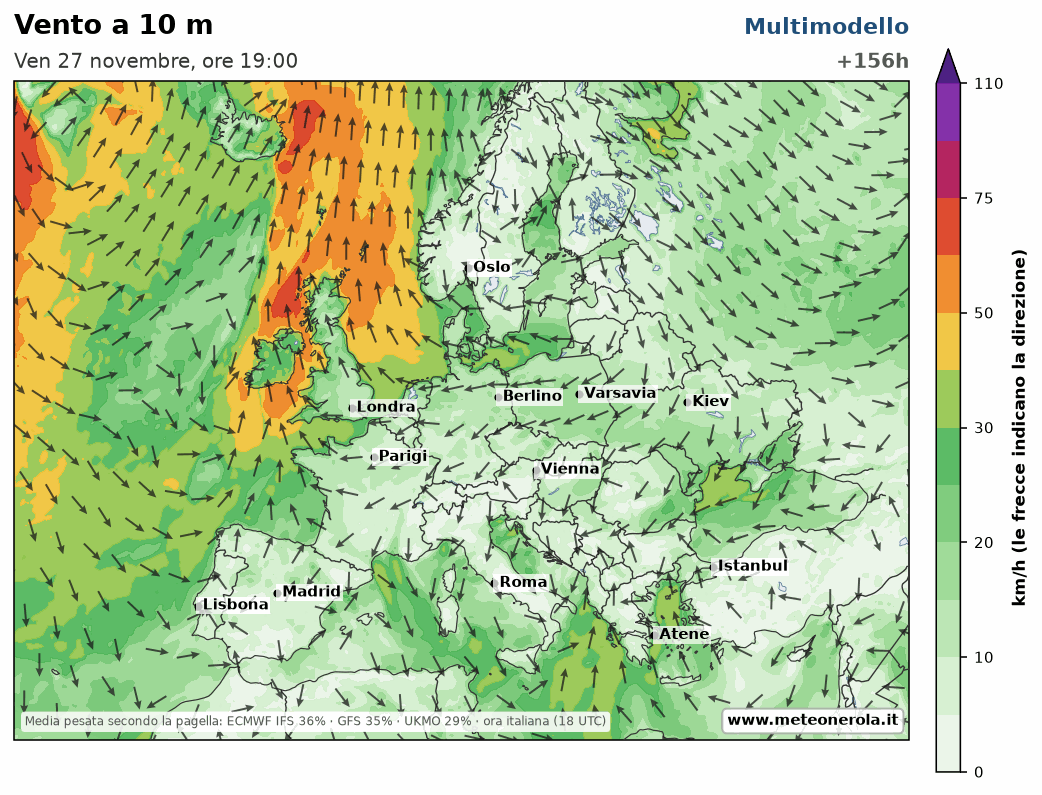 Vento a 10 m
Multimodello
Ven 27 novembre, ore 19:00
+156h
110
75
50
30
20
10
0
km/h (le frecce indicano la direzione)
Oslo
Londra
Berlino
Varsavia
Kiev
Parigi
Vienna
Istanbul
Roma
Madrid
Lisbona
Atene
Media pesata secondo la pagella: ECMWF IFS 36% · GFS 35% · UKMO 29% · ora italiana (18 UTC)
www.meteonerola.it